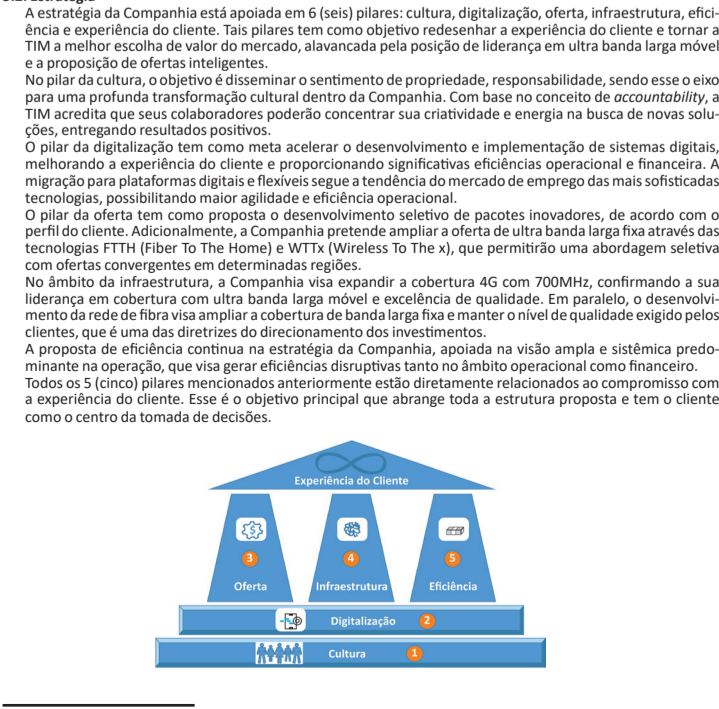 A estratégia da Companhia está apoiada em 6 (seis) pilares: cultura, digitalização, oferta, infraestrutura, efici-
ência e experiência do cliente. Tais pilares tem como objetivo redesenhar a experiência do cliente e tornar a
TIM a melhor escolha de valor do mercado, alavancada pela posição de liderança em ultra banda larga móvel
e a proposição de ofertas inteligentes.
No pilar da cultura, o objetivo é disseminar o sentimento de propriedade, responsabilidade, sendo esse o eixo
para uma profunda transformação cultural dentro da Companhia. Com base no conceito de accountability, a
TIM acredita que seus colaboradores poderão concentrar sua criatividade e energia na busca de novas solu-
ções, entregando resultados positivos.
O pilar da digitalização tem como meta acelerar o desenvolvimento e implementação de sistemas digitais,
melhorando a experiência do cliente e proporcionando significativas eficiências operacional e financeira. A
migração para plataformas digitais e flexíveis segue a tendência do mercado de emprego das mais sofisticadas
tecnologias, possibilitando maior agilidade e eficiência operacional.
O pilar da oferta tem como proposta o desenvolvimento seletivo de pacotes inovadores, de acordo com o
perfil do cliente. Adicionalmente, a Companhia pretende ampliar a oferta de ultra banda larga fixa através das
tecnologias FTTH (Fiber To The Home) e WTTx (Wireless To The x), que permitirão uma abordagem seletiva
com ofertas convergentes em determinadas regiões.
No âmbito da infraestrutura, a Companhia visa expandir a cobertura 4G com 700MHz, confirmando a sua
liderança em cobertura com ultra banda larga móvel e excelência de qualidade. Em paralelo, o desenvolvi-
mento da rede de fibra visa ampliar a cobertura de banda larga fixa e manter o nível de qualidade exigido pelos
clientes, que é uma das diretrizes do direcionamento dos investimentos.
A proposta de eficiência continua na estratégia da Companhia, apoiada na visão ampla e sistêmica predo-
minante na operação, que visa gerar eficiências disruptivas tanto no âmbito operacional como financeiro.
Todos os 5 (cinco) pilares mencionados anteriormente estão diretamente relacionados ao compromisso com
a experiência do cliente. Esse é o objetivo principal que abrange toda a estrutura proposta e tem o cliente
como o centro da tomada de decisões.
Experiência do Cliente
3 4 5
Oferta Infraestrutura Eficiência
Digitalização 2
Cultura 1